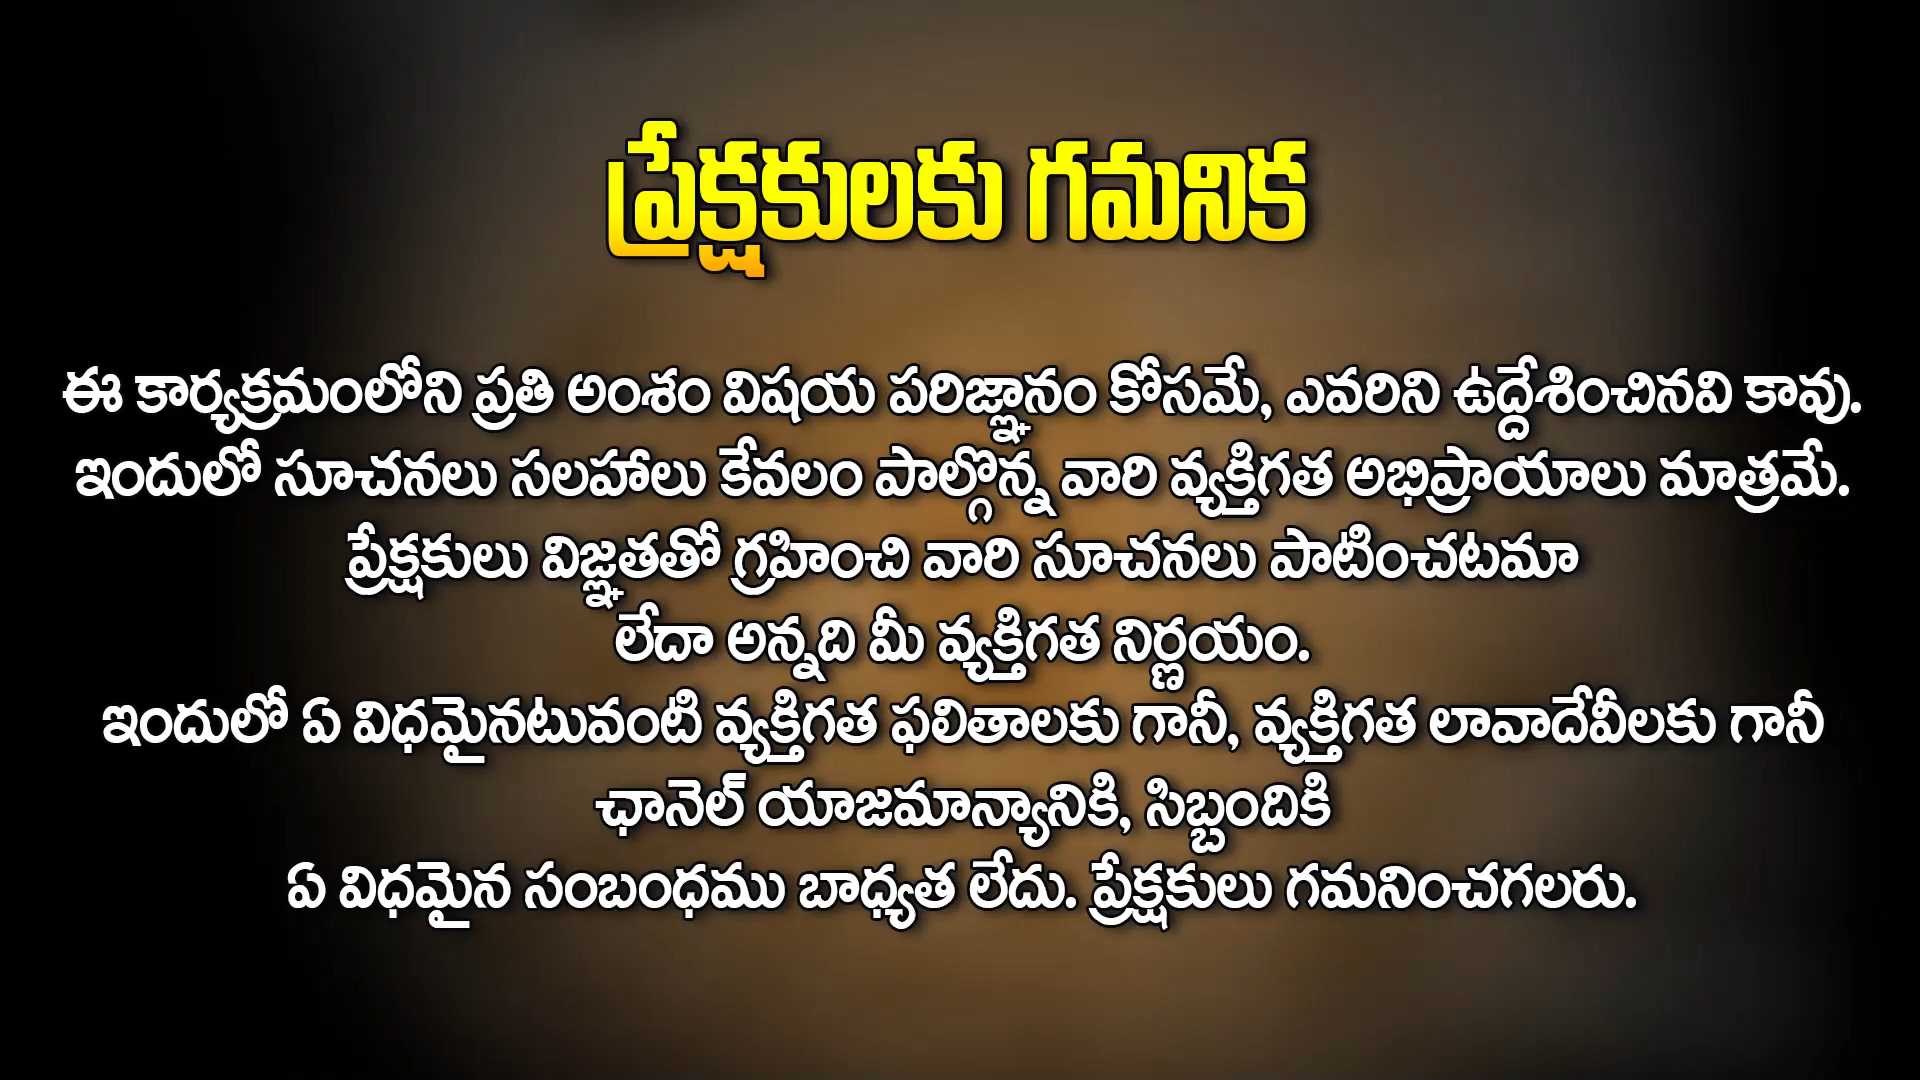 ప్రేక్షకులకు గమనిక
ఈ కార్యక్రమంలోని ప్రతి అంశం విషయ పరిజ్ఞానం కోసమే, ఎవరిని ఉద్దేశించినవి కావు.
ఇందులో సూచనలు సలహాలు కేవలం పాల్గొన్న వారి వ్యక్తిగత అభిప్రాయాలు మాత్రమే.
ప్రేక్షకులు విజ్ఞతతో గ్రహించి వారి సూచనలు పాటించటమా
లేదా అన్నది మీ వ్యక్తిగత నిర్ణయం.
ఇందులో ఏ విధమైనటువంటి వ్యక్తిగత ఫలితాలకు గానీ, వ్యక్తిగత లావాదేవీలకు గానీ
ఛానెల్ యాజమాన్యానికి, సిబ్బందికి
ఏ విధమైన సంబంధము బాధ్యత లేదు. ప్రేక్షకులు గమనించగలరు.